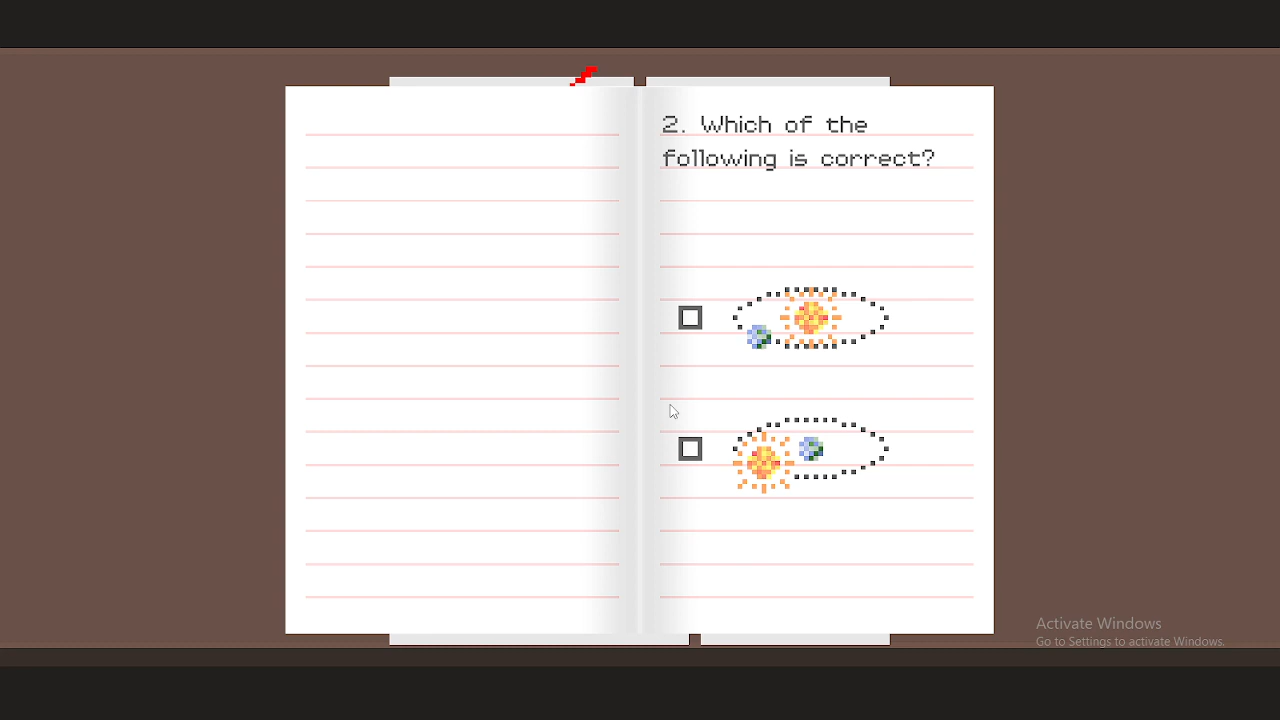 2. Which of the
following is correct?
Activate Windows
Go to Settings to activate Windows.